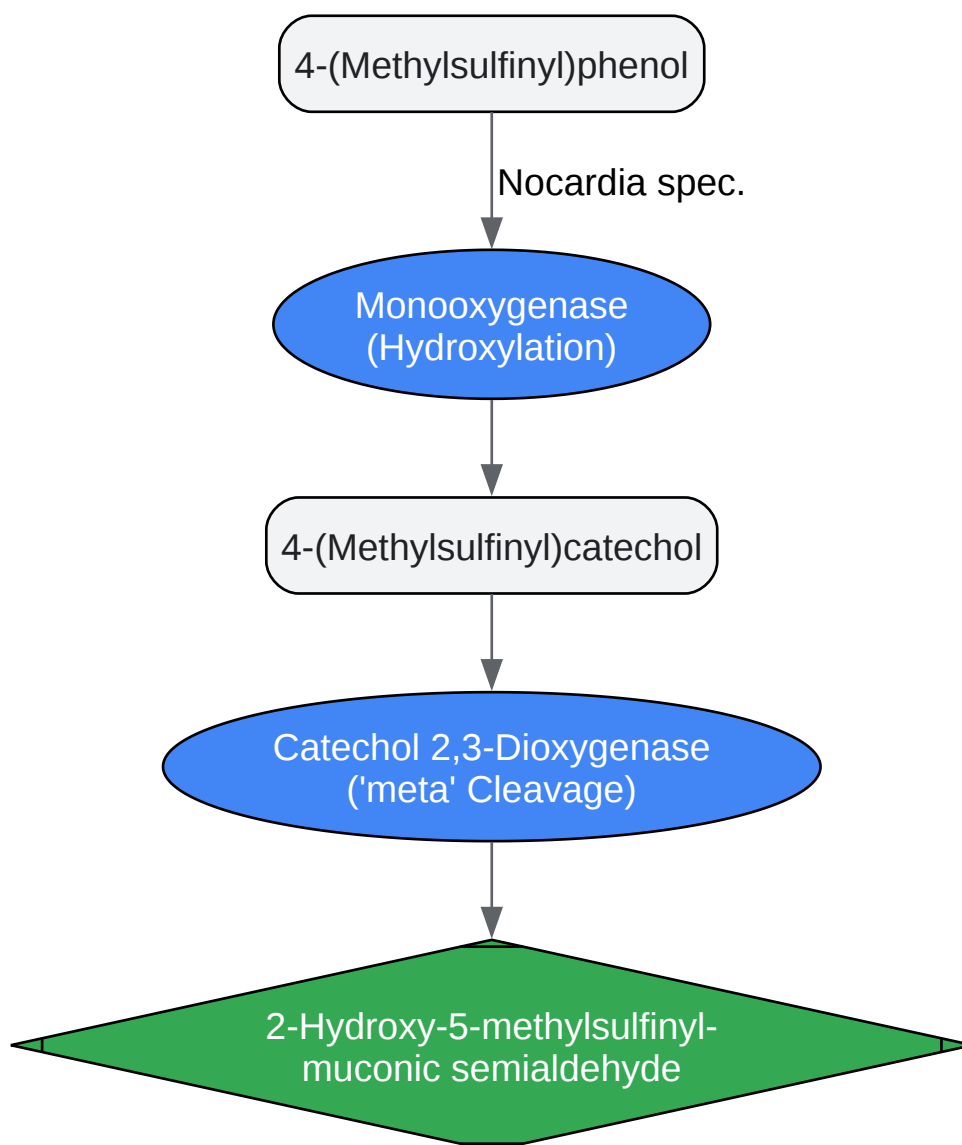 4-(Methylsulfinyl)phenol
Nocardia spec.
Monooxygenase
(Hydroxylation)
4-(Methylsulfinyl)catechol
Catechol 2,3-Dioxygenase
('meta' Cleavage)
2-Hydroxy-5-methylsulfinyl-
muconic semialdehyde